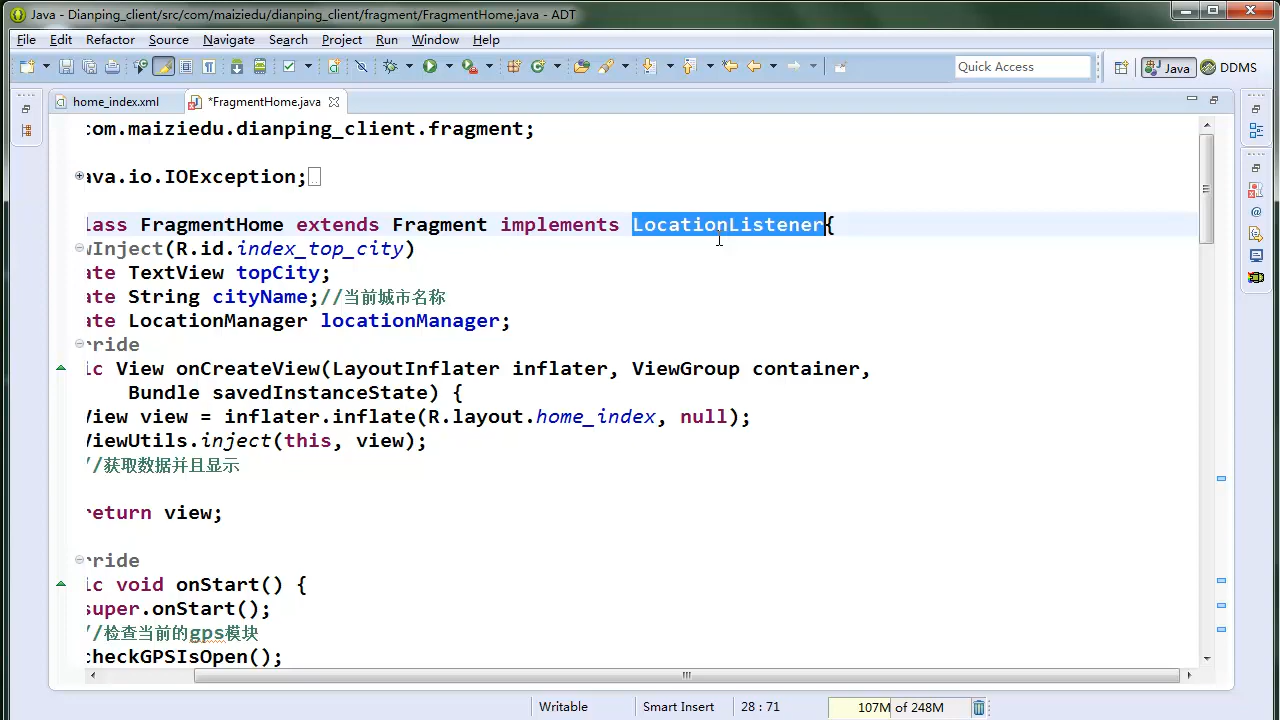 Java - Dianping_client/src/com/maiziedu/dianping_client/fragment/FragmentHome.java - ADT
File Edit Refactor Source Navigate Search Project Run Window Help
Quick Access Java DDMS
home_index.xml *FragmentHome.java
com.maiziedu.dianping_client.fragment;
ava.io.IOException;
lass FragmentHome extends Fragment implements LocationListener{
wInject(R.id.index_top_city)
ate TextView topCity;
ate String cityName;//当前城市名称
ate LocationManager locationManager;
rride
ic View onCreateView(LayoutInflater inflater, ViewGroup container,
Bundle savedInstanceState) {
View view = inflater.inflate(R.layout.home_index, null);
ViewUtils.inject(this, view);
//获取数据并且显示
return view;
rride
ic void onStart() {
super.onStart();
//检查当前的gps模块
checkGPSIsOpen();
Writable Smart Insert 28 : 71 107M of 248M